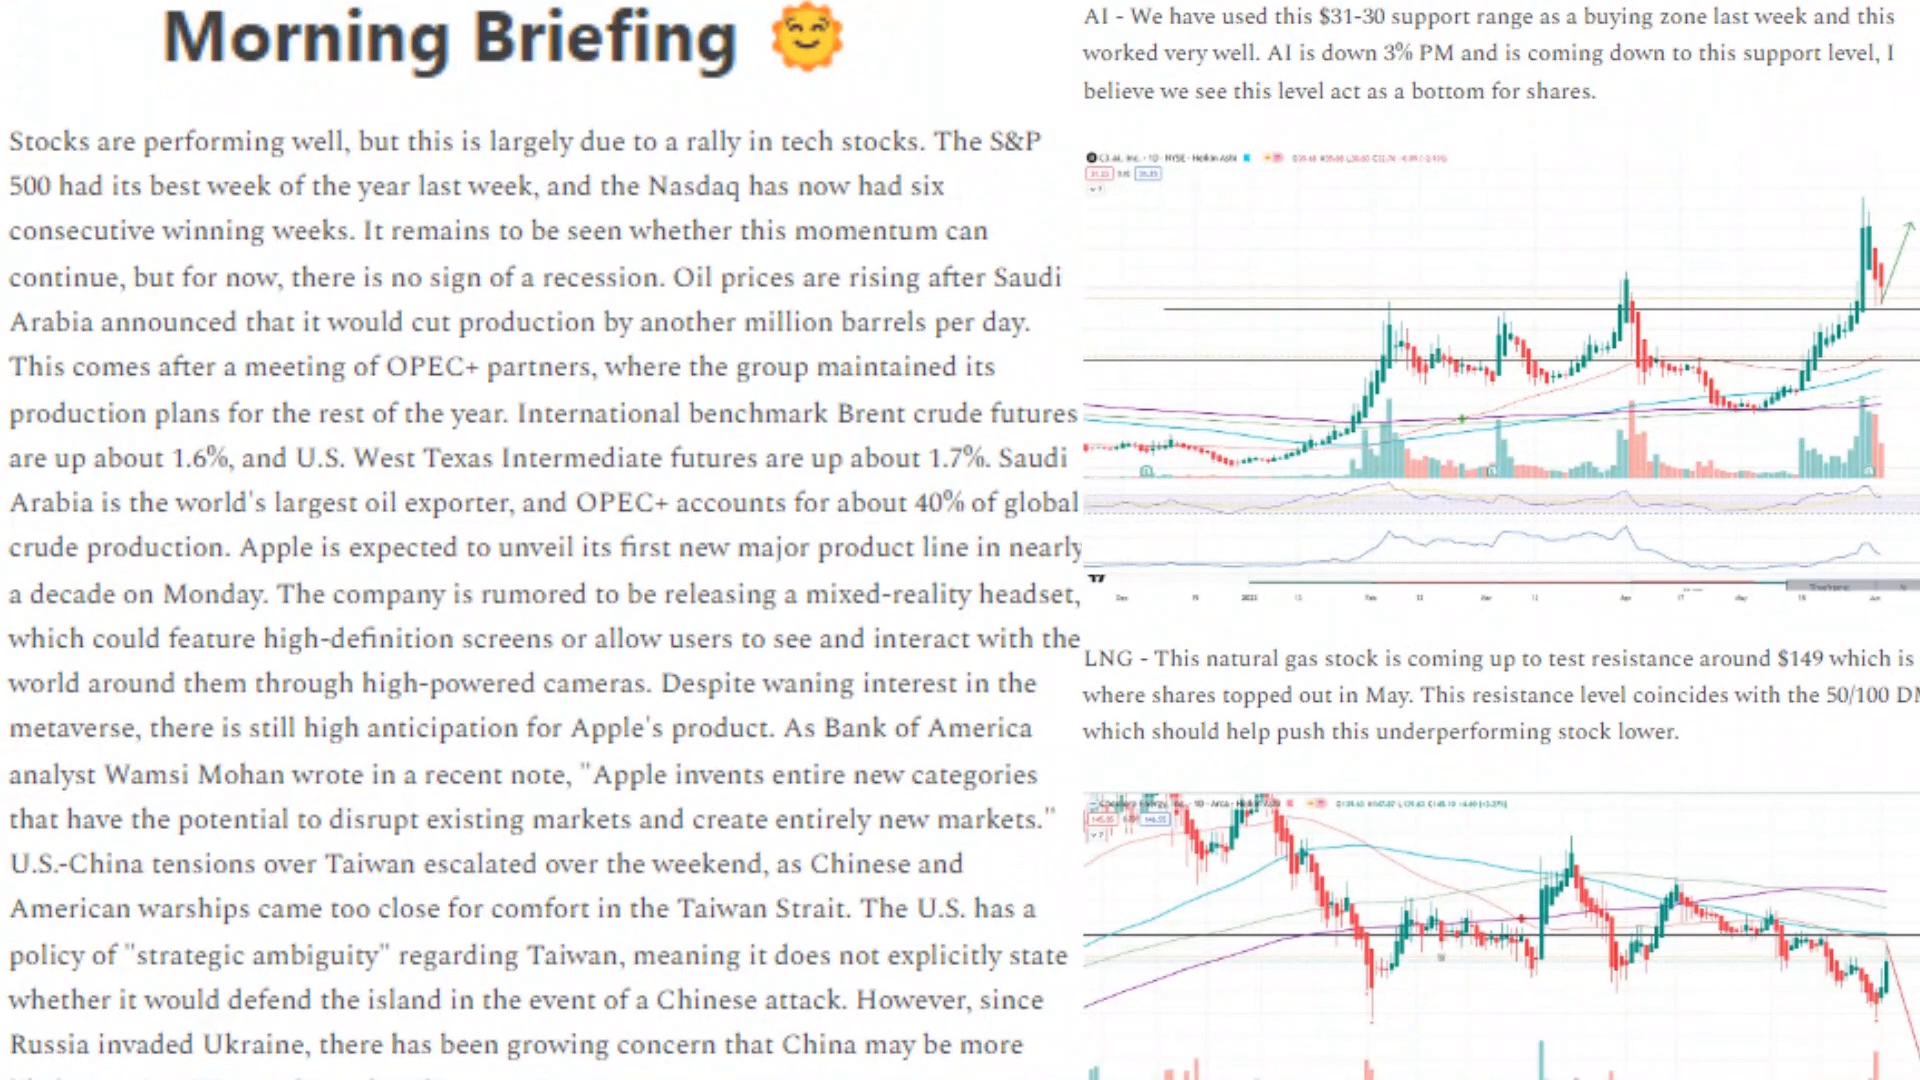 Morning Briefing
Stocks are performing well, but this is largely due to a rally in tech stocks. The S&P
500 had its best week of the year last week, and the Nasdaq has now had six
consecutive winning weeks. It remains to be seen whether this momentum can
continue, but for now, there is no sign of a recession. Oil prices are rising after Saudi
Arabia announced that it would cut production by another million barrels per day.
This comes after a meeting of OPEC+ partners, where the group maintained its
production plans for the rest of the year. International benchmark Brent crude futures
are up about 1.6%, and U.S. West Texas Intermediate futures are up about 1.7%. Saudi
Arabia is the world's largest oil exporter, and OPEC+ accounts for about 40% of global
crude production. Apple is expected to unveil its first new major product line in nearly
a decade on Monday. The company is rumored to be releasing a mixed-reality headset,
which could feature high-definition screens or allow users to see and interact with the
world around them through high-powered cameras. Despite waning interest in the
metaverse, there is still high anticipation for Apple's product. As Bank of America
analyst Wamsi Mohan wrote in a recent note, "Apple invents entire new categories
that have the potential to disrupt existing markets and create entirely new markets."
U.S.-China tensions over Taiwan escalated over the weekend, as Chinese and
American warships came too close for comfort in the Taiwan Strait. The U.S. has a
policy of "strategic ambiguity" regarding Taiwan, meaning it does not explicitly state
whether it would defend the island in the event of a Chinese attack. However, since
Russia invaded Ukraine, there has been growing concern that China may be more
AI - We have used this $31-30 support range as a buying zone last week and this
worked very well. AI is down 3% PM and is coming down to this support level, I
believe we see this level act as a bottom for shares.
C3.ai, Inc. · 1D · NYSE · Heikin Ashi
2023
LNG - This natural gas stock is coming up to test resistance around $149 which is
where shares topped out in May. This resistance level coincides with the 50/100
which should help push this underperforming stock lower.
Energy, Inc. · 1D · Arca